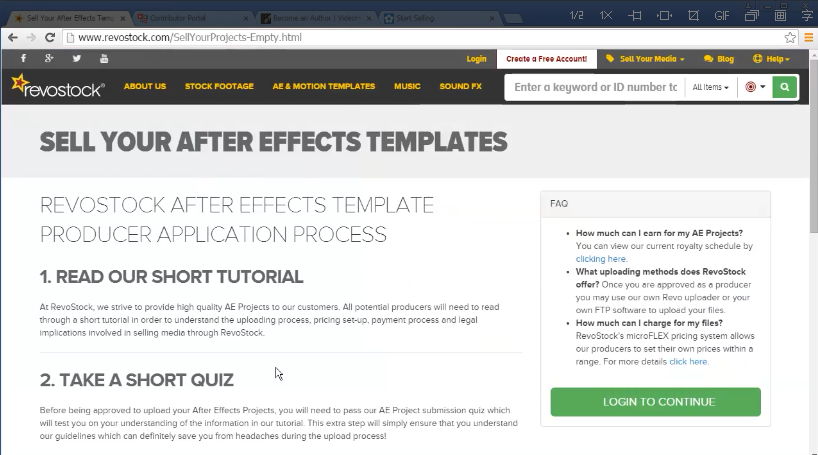 Sell Your After Effects Temp
Contributor Portal
Become an Author | Videohi
Start Selling
1/2 1X GIF
www.revostock.com/SellYourProjects-Empty.html
Login Create a Free Account! Sell Your Media Blog Help
revostock ABOUT US STOCK FOOTAGE AE & MOTION TEMPLATES MUSIC SOUND FX Enter a keyword or ID number to All Items
SELL YOUR AFTER EFFECTS TEMPLATES
REVOSTOCK AFTER EFFECTS TEMPLATE
PRODUCER APPLICATION PROCESS
1. READ OUR SHORT TUTORIAL
At RevoStock, we strive to provide high quality AE Projects to our customers. All potential producers will need to read
through a short tutorial in order to understand the uploading process, pricing set-up, payment process and legal
implications involved in selling media through RevoStock.
2. TAKE A SHORT QUIZ
Before being approved to upload your After Effects Projects, you will need to pass our AE Project submission quiz which
will test you on your understanding of the information in our tutorial. This extra step will simply ensure that you understand
our guidelines which can definitely save you from headaches during the upload process!
FAQ
How much can I earn for my AE Projects?
You can view our current royalty schedule by
clicking here.
What uploading methods does RevoStock
offer? Once you are approved as a producer
you may use our own Revo uploader or your
own FTP software to upload your files.
How much can I charge for my files?
RevoStock's microFLEX pricing system allows
our producers to set their own prices within a
range. For more details click here.
LOGIN TO CONTINUE